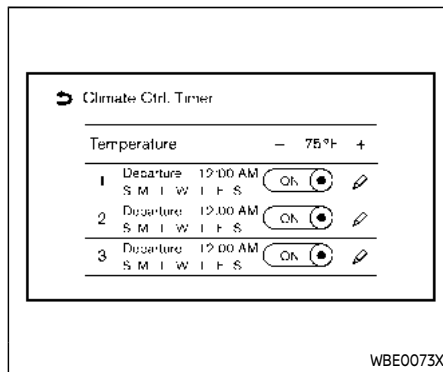 Climate Ctrl. Timer
Temperature − 75°F +
1 Departure 12:00 AM ON
S M T W T F S
2 Departure 12:00 AM ON
S M T W T F S
3 Departure 12:00 AM ON
S M T W T F S
WBE0073X